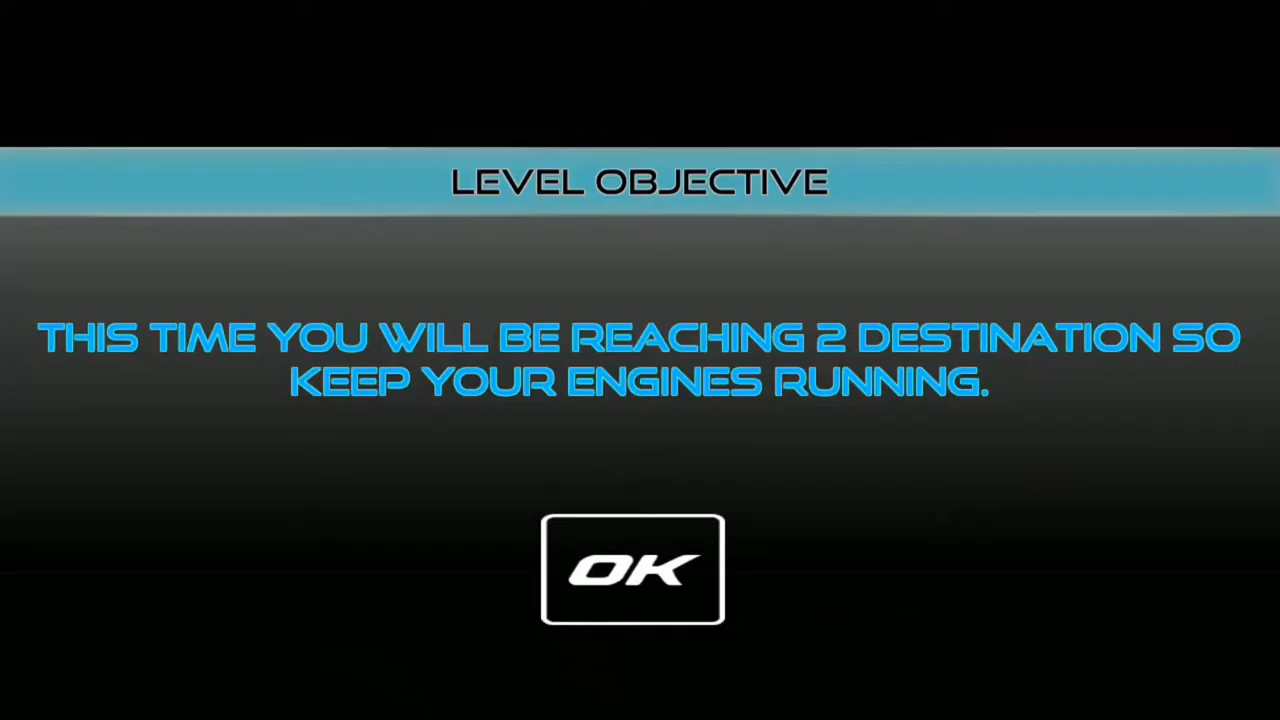 LEVEL OBJECTIVE
THIS TIME YOU WILL BE REACHING 2 DESTINATION SO
KEEP YOUR ENGINES RUNNING.
OK